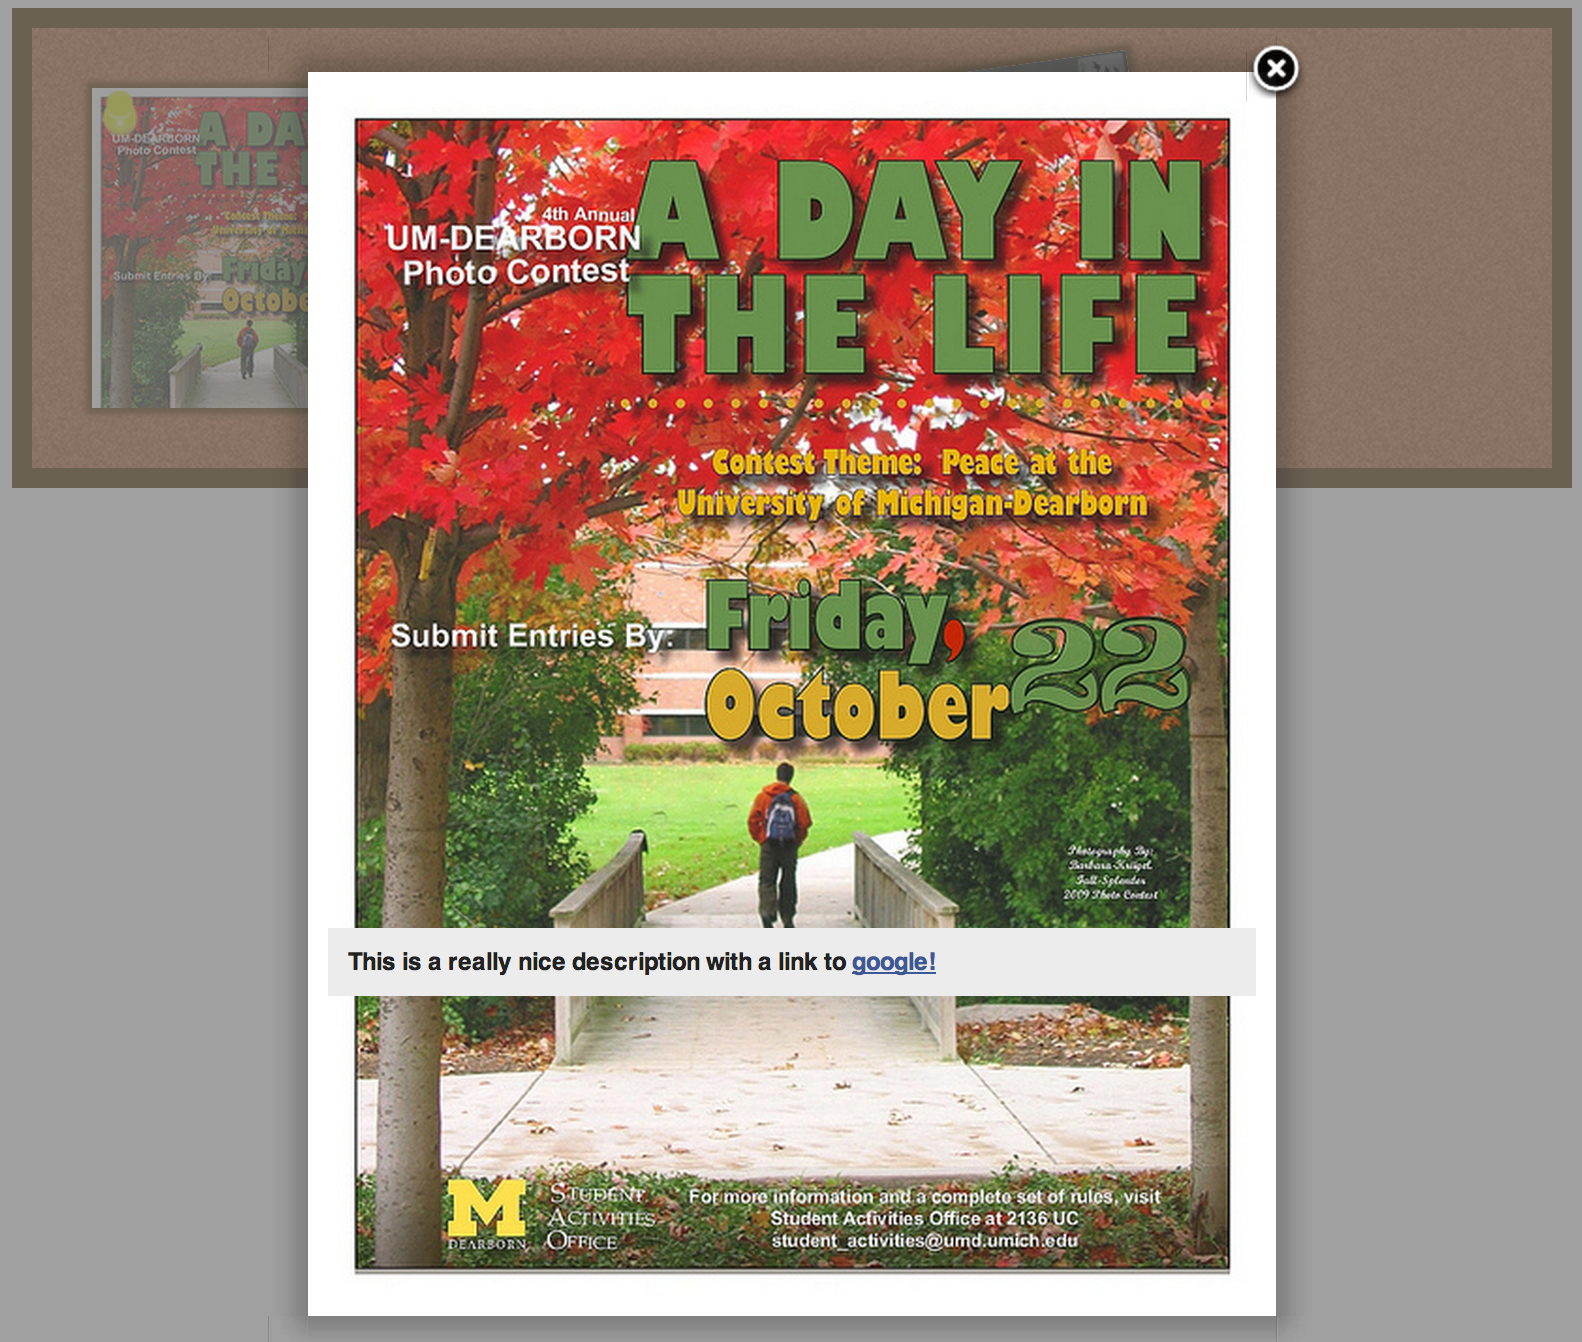 UM-DEARBORN
Photo Contest
A DA
THE
Contest Theme:
University of Michi
Submit Entries By:
Friday
Octobe
4th Annual
UM-DEARBORN
Photo Contest
A DAY IN
THE LIFE
Contest Theme: Peace at the
University of Michigan-Dearborn
Submit Entries By:
Friday,
October 22
Photography By:
Barbara Kriigel
Fall Splendor
2009 Photo Contest
This is a really nice description with a link to google!
M
DEARBORN
STUDENT
ACTIVITIES
OFFICE
For more information and a complete set of rules, visit
Student Activities Office at 2136 UC
student_activities@umd.umich.edu